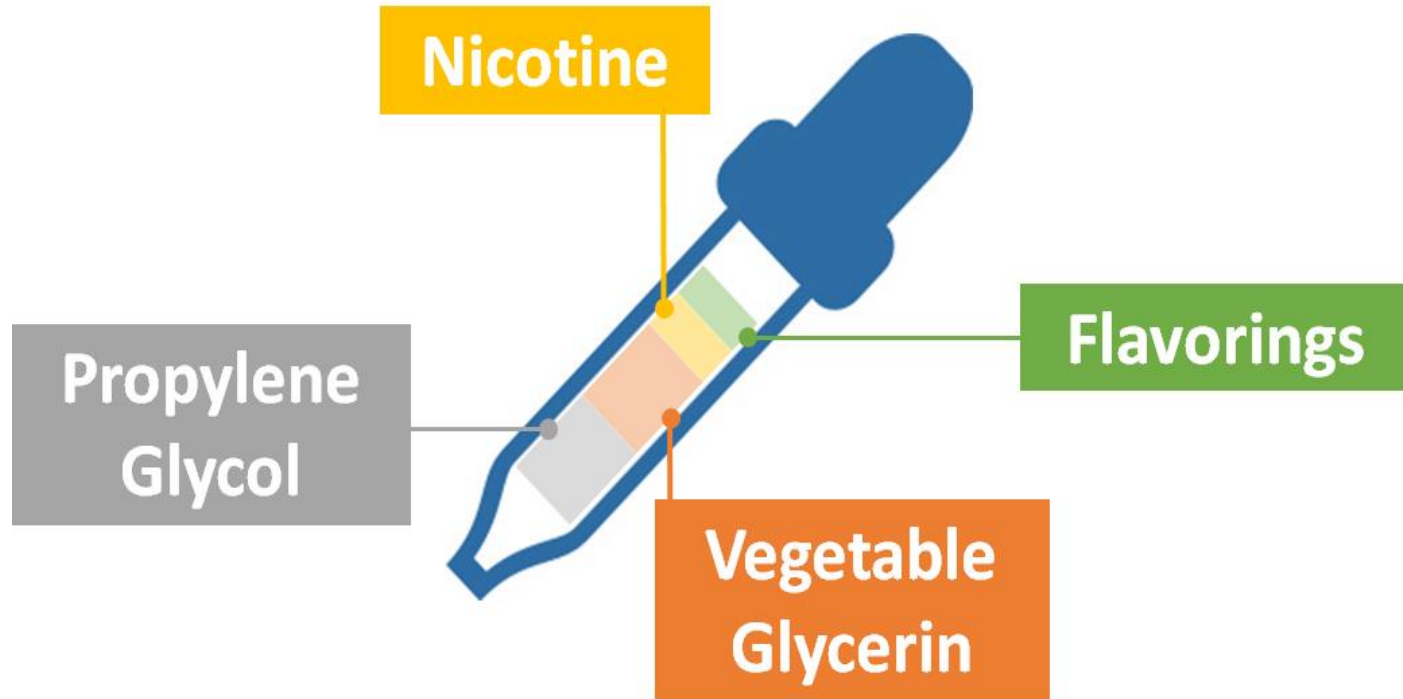 Nicotine
Flavorings
Propylene
Glycol
Vegetable
Glycerin